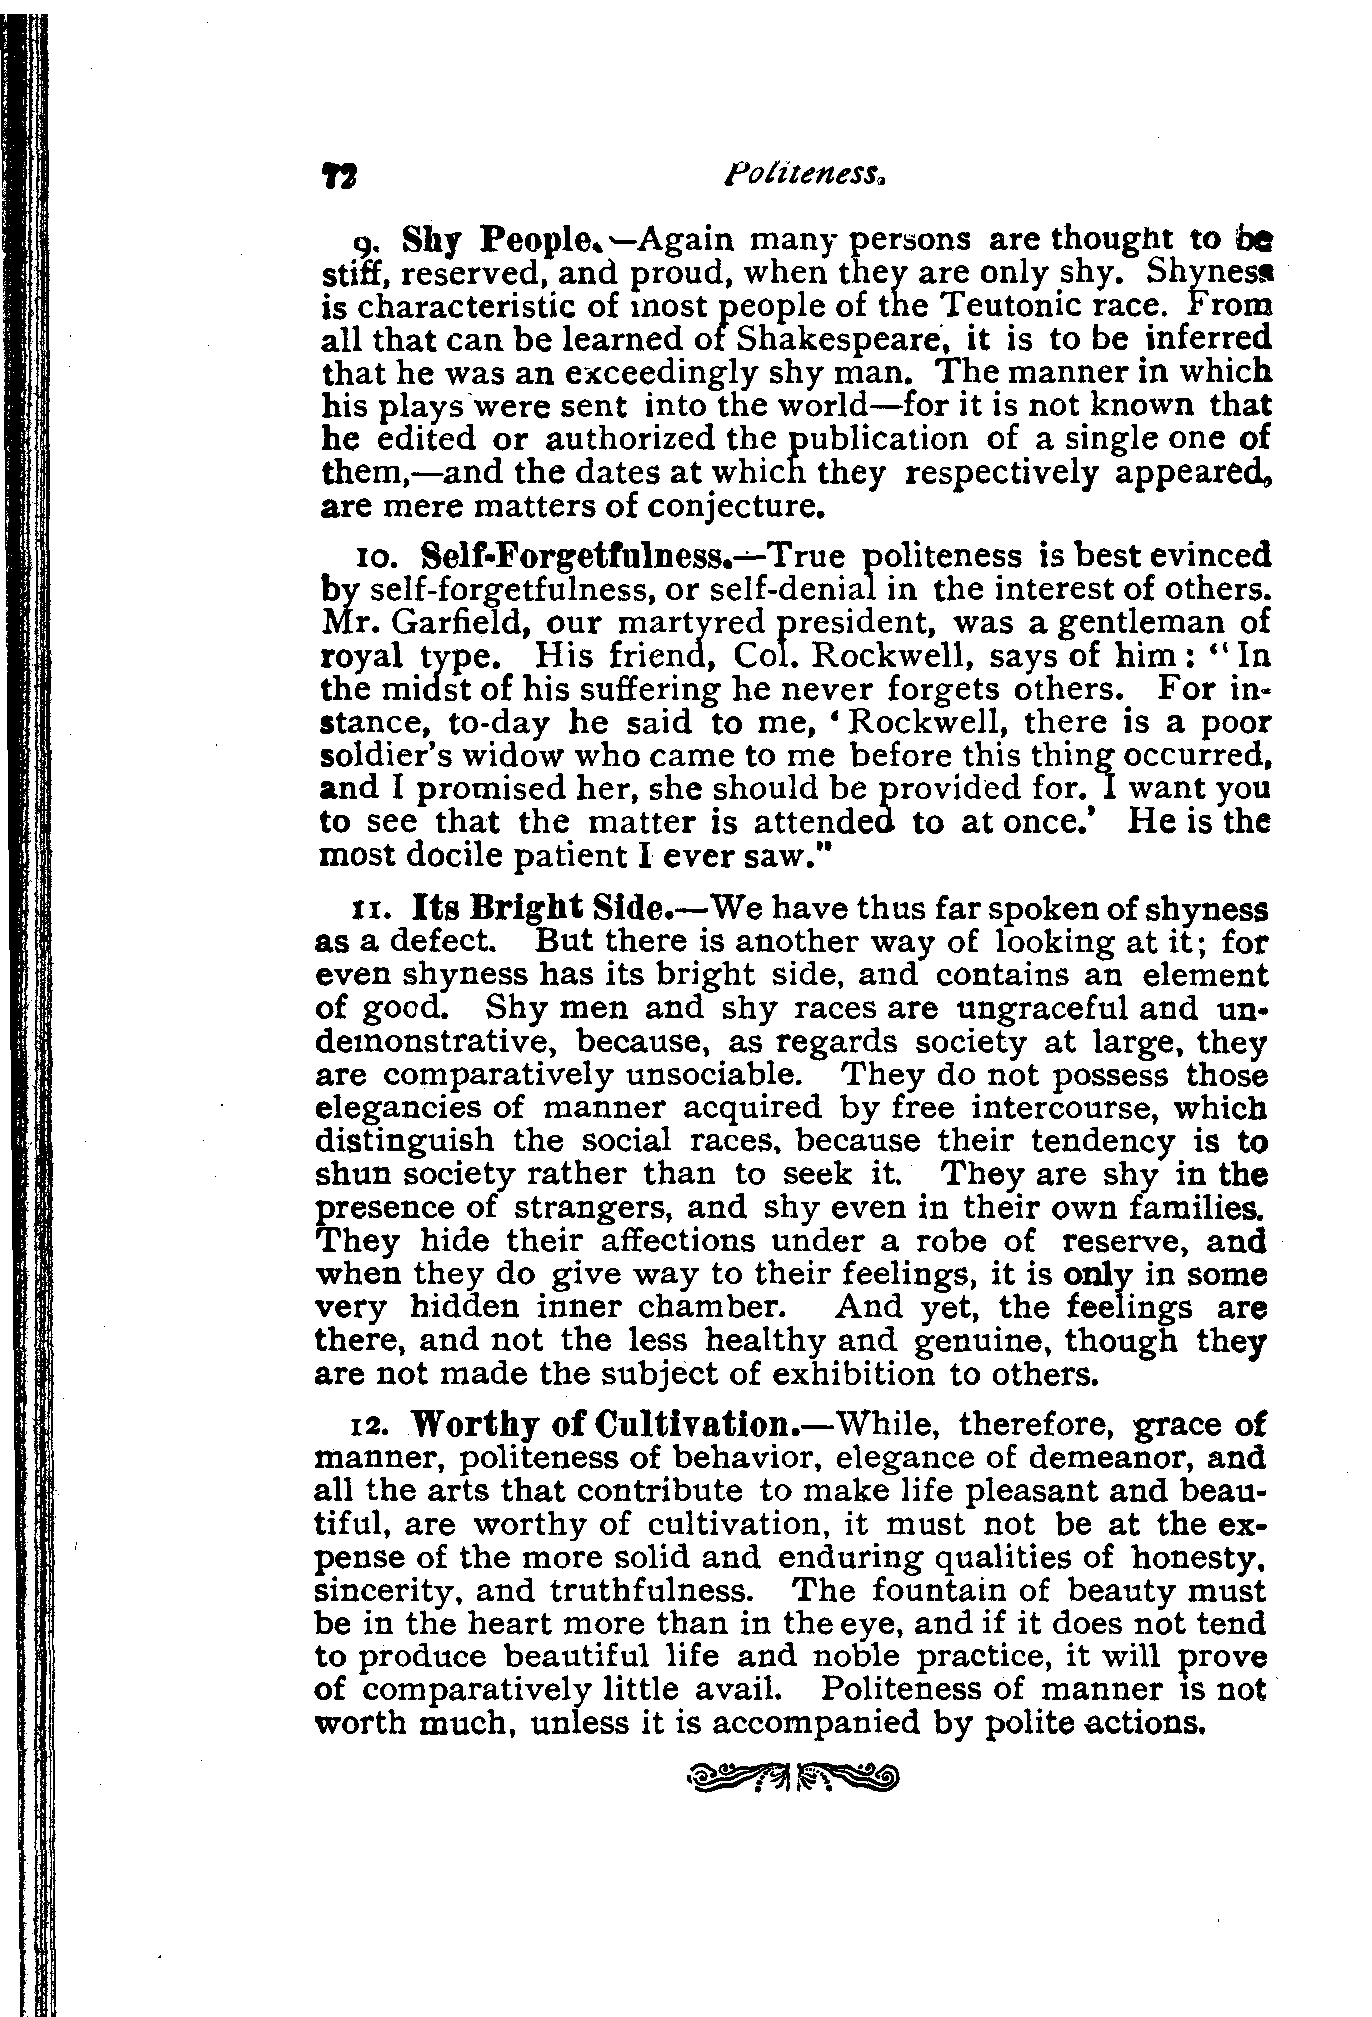 72 Politeness.
9. Shy People.—Again many persons are thought to be
stiff, reserved, and proud, when they are only shy. Shyness
is characteristic of most people of the Teutonic race. From
all that can be learned of Shakespeare, it is to be inferred
that he was an exceedingly shy man. The manner in which
his plays were sent into the world—for it is not known that
he edited or authorized the publication of a single one of
them,—and the dates at which they respectively appeared,
are mere matters of conjecture.
10. Self-Forgetfulness.—True politeness is best evinced
by self-forgetfulness, or self-denial in the interest of others.
Mr. Garfield, our martyred president, was a gentleman of
royal type. His friend, Col. Rockwell, says of him: "In
the midst of his suffering he never forgets others. For in-
stance, to-day he said to me, 'Rockwell, there is a poor
soldier's widow who came to me before this thing occurred,
and I promised her, she should be provided for. I want you
to see that the matter is attended to at once.' He is the
most docile patient I ever saw."
11. Its Bright Side.—We have thus far spoken of shyness
as a defect. But there is another way of looking at it; for
even shyness has its bright side, and contains an element
of good. Shy men and shy races are ungraceful and un-
demonstrative, because, as regards society at large, they
are comparatively unsociable. They do not possess those
elegancies of manner acquired by free intercourse, which
distinguish the social races, because their tendency is to
shun society rather than to seek it. They are shy in the
presence of strangers, and shy even in their own families.
They hide their affections under a robe of reserve, and
when they do give way to their feelings, it is only in some
very hidden inner chamber. And yet, the feelings are
there, and not the less healthy and genuine, though they
are not made the subject of exhibition to others.
12. Worthy of Cultivation.—While, therefore, grace of
manner, politeness of behavior, elegance of demeanor, and
all the arts that contribute to make life pleasant and beau-
tiful, are worthy of cultivation, it must not be at the ex-
pense of the more solid and enduring qualities of honesty,
sincerity, and truthfulness. The fountain of beauty must
be in the heart more than in the eye, and if it does not tend
to produce beautiful life and noble practice, it will prove
of comparatively little avail. Politeness of manner is not
worth much, unless it is accompanied by polite actions.